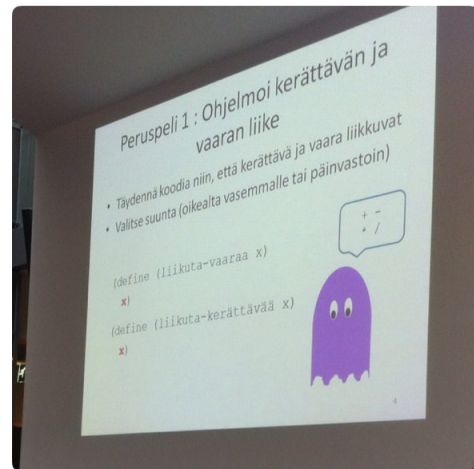 Peruspeli 1 : Ohjelmoi kerättävän ja
vaaran liike
• Täydennä koodia niin, että kerättävä ja vaara liikkuvat
• Valitse suunta (oikealta vasemmalle tai päinvastoin)
+ -
* /
(define (liikuta-vaaraa x)
x)
(define (liikuta-kerättävää x)
x)